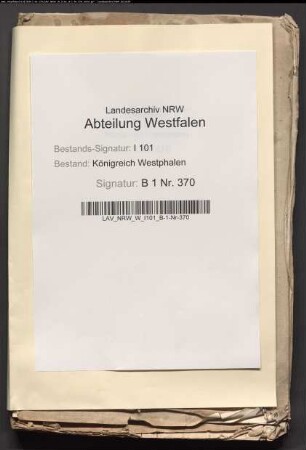 Landesarchiv NRW
Abteilung Westfalen
Bestands-Signatur: I 101
Bestand: Königreich Westphalen
Signatur: B 1 Nr. 370
LAV_NRW_W_I101_B-1-Nr-370